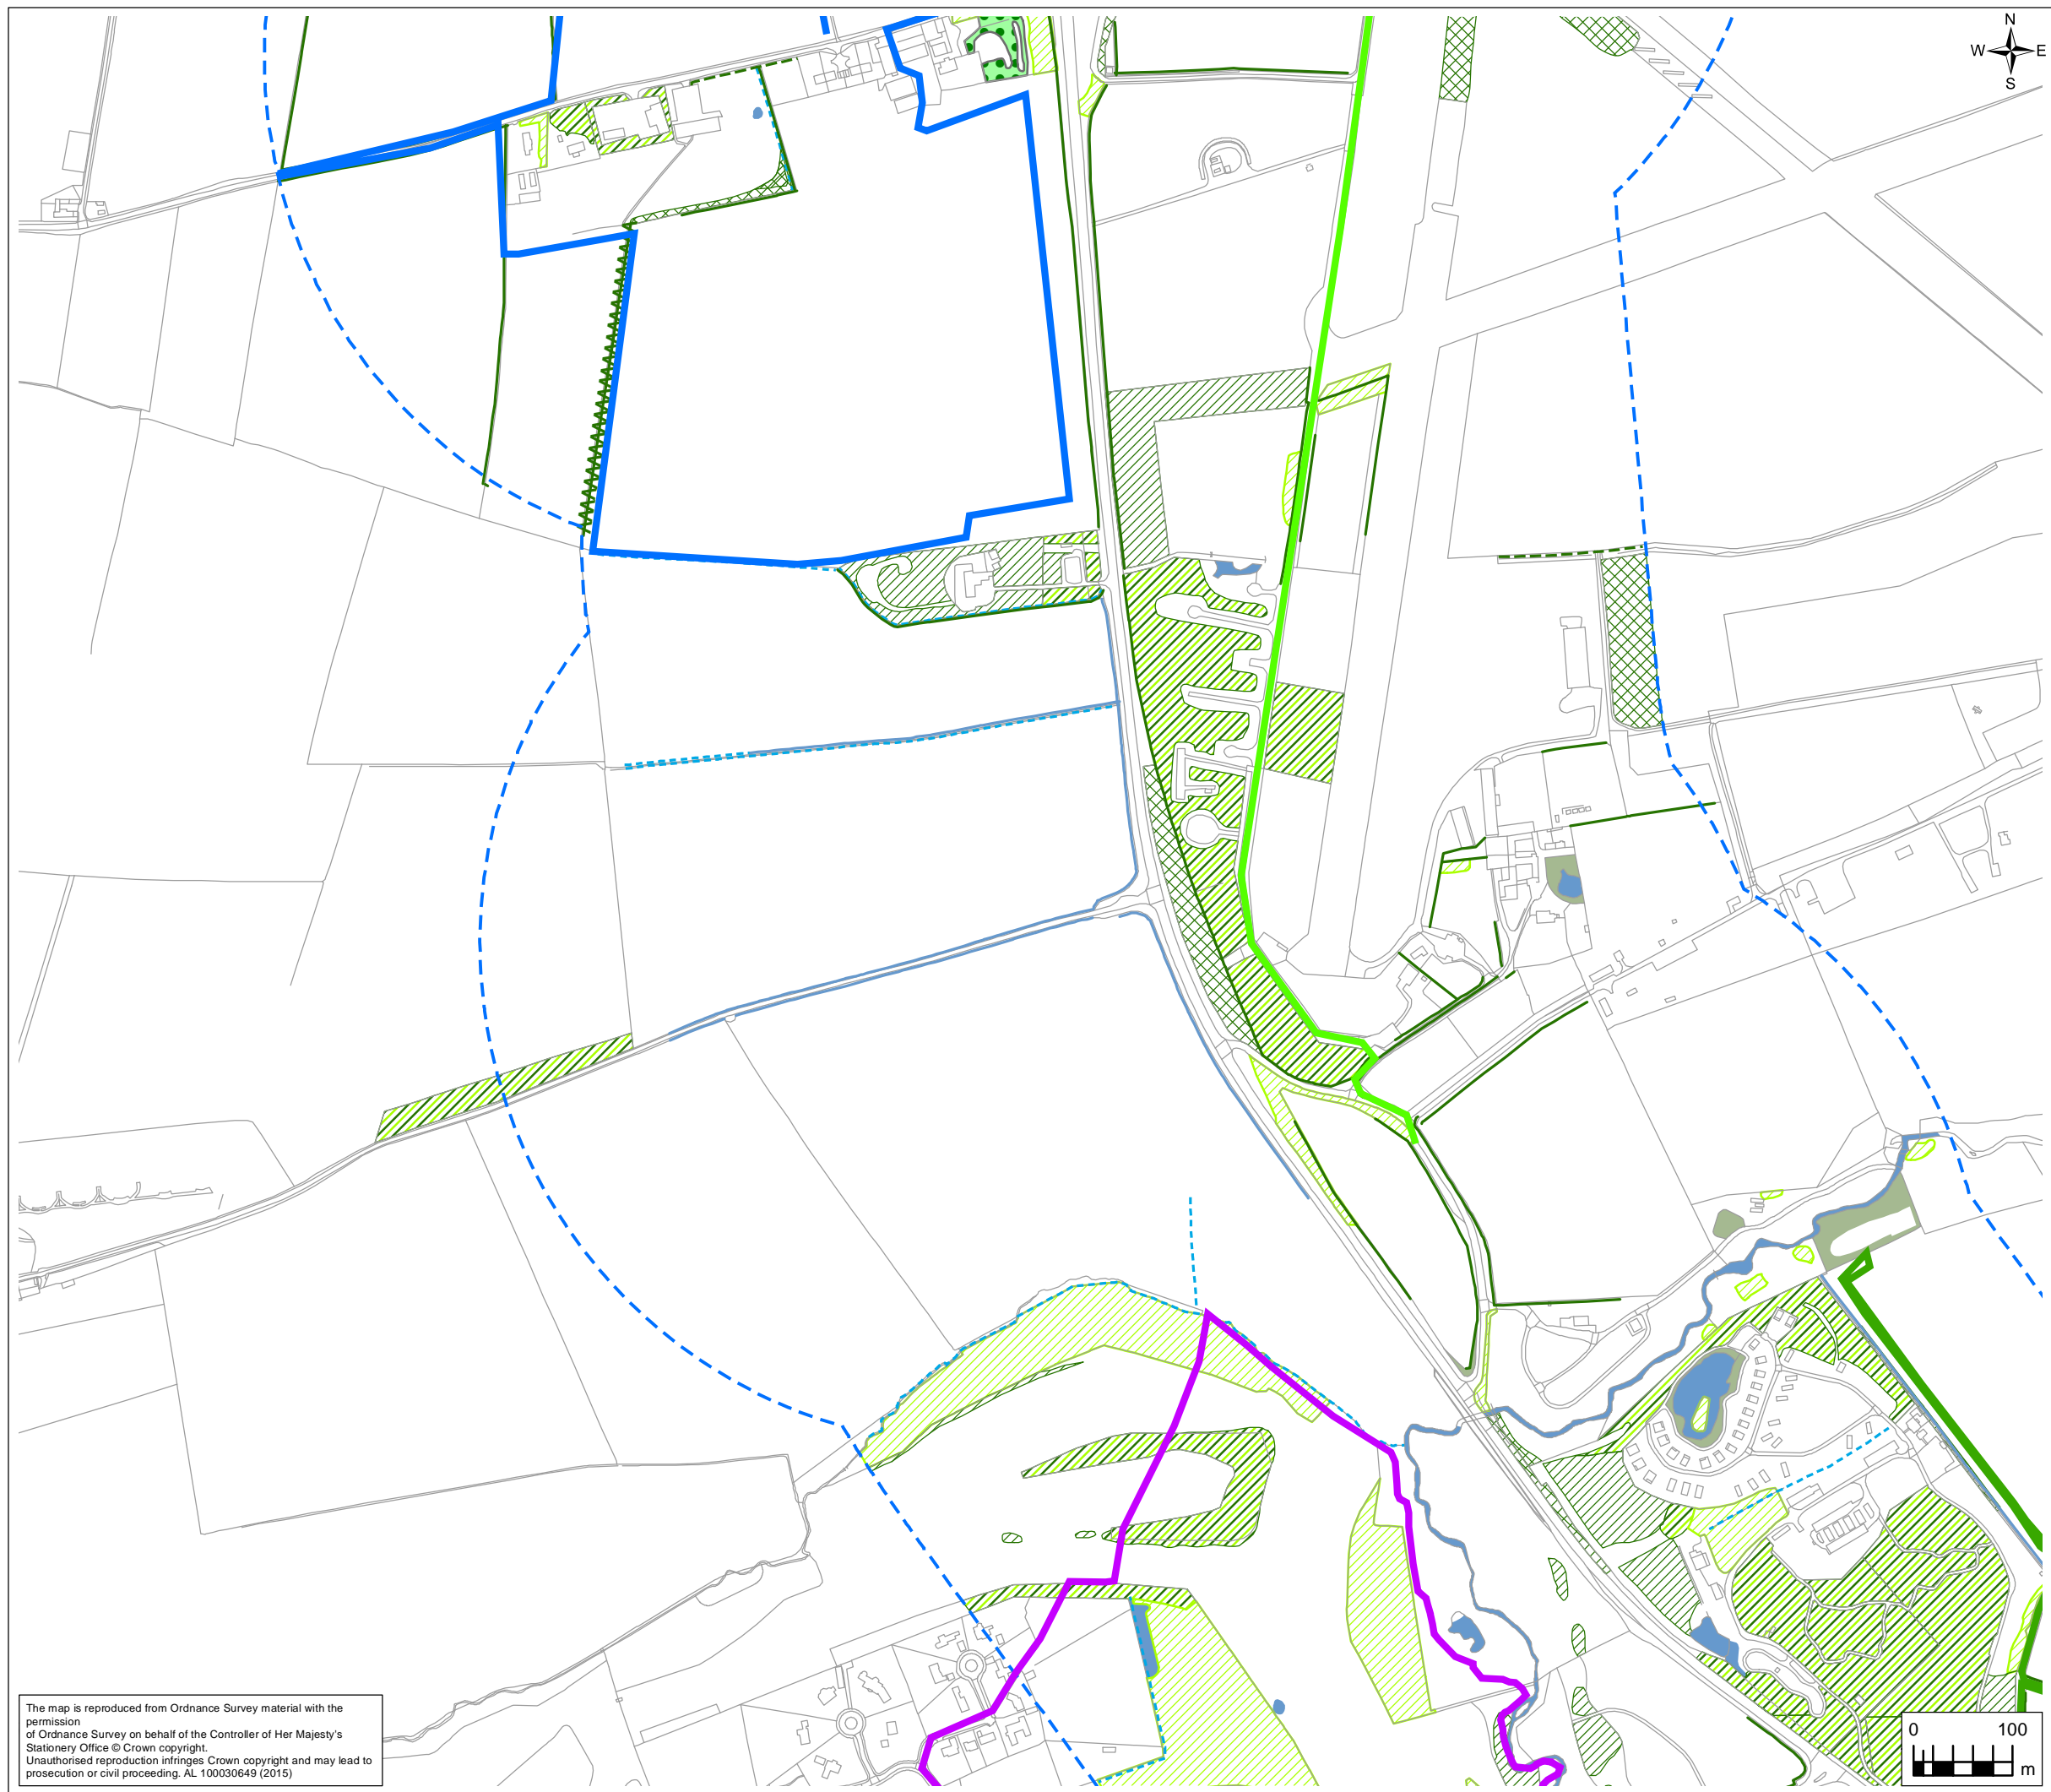 N
W E
S
The map is reproduced from Ordnance Survey material with the
permission
of Ordnance Survey on behalf of the Controller of Her Majesty's
Stationery Office © Crown copyright.
Unauthorised reproduction infringes Crown copyright and may lead to
prosecution or civil proceeding. AL 100030649 (2015)
0 100
m